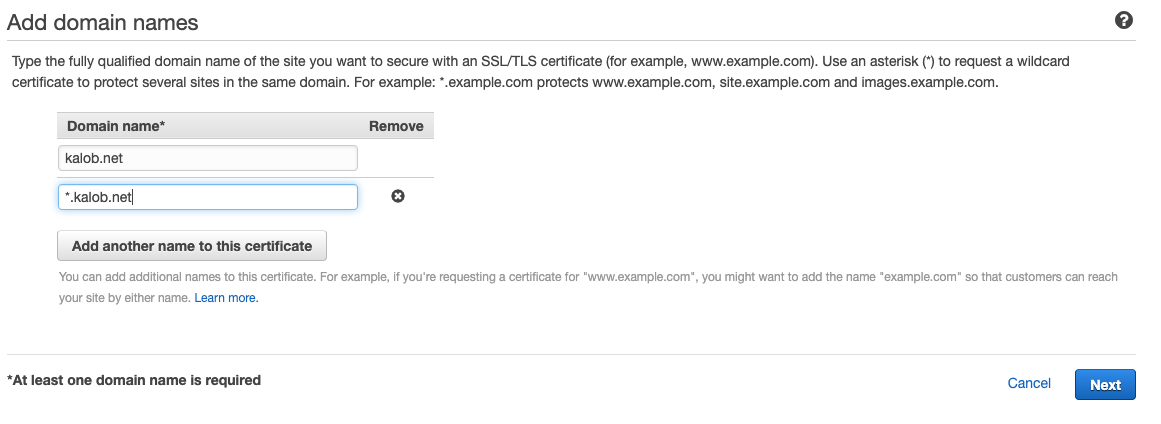 Add domain names
Type the fully qualified domain name of the site you want to secure with an SSL/TLS certificate (for example, www.example.com). Use an asterisk (*) to request a wildcard
certificate to protect several sites in the same domain. For example: *.example.com protects www.example.com, site.example.com and images.example.com.
Domain name* Remove
kalob.net
*.kalob.net
Add another name to this certificate
You can add additional names to this certificate. For example, if you're requesting a certificate for "www.example.com", you might want to add the name "example.com" so that customers can reach
your site by either name. Learn more.
*At least one domain name is required
Cancel Next